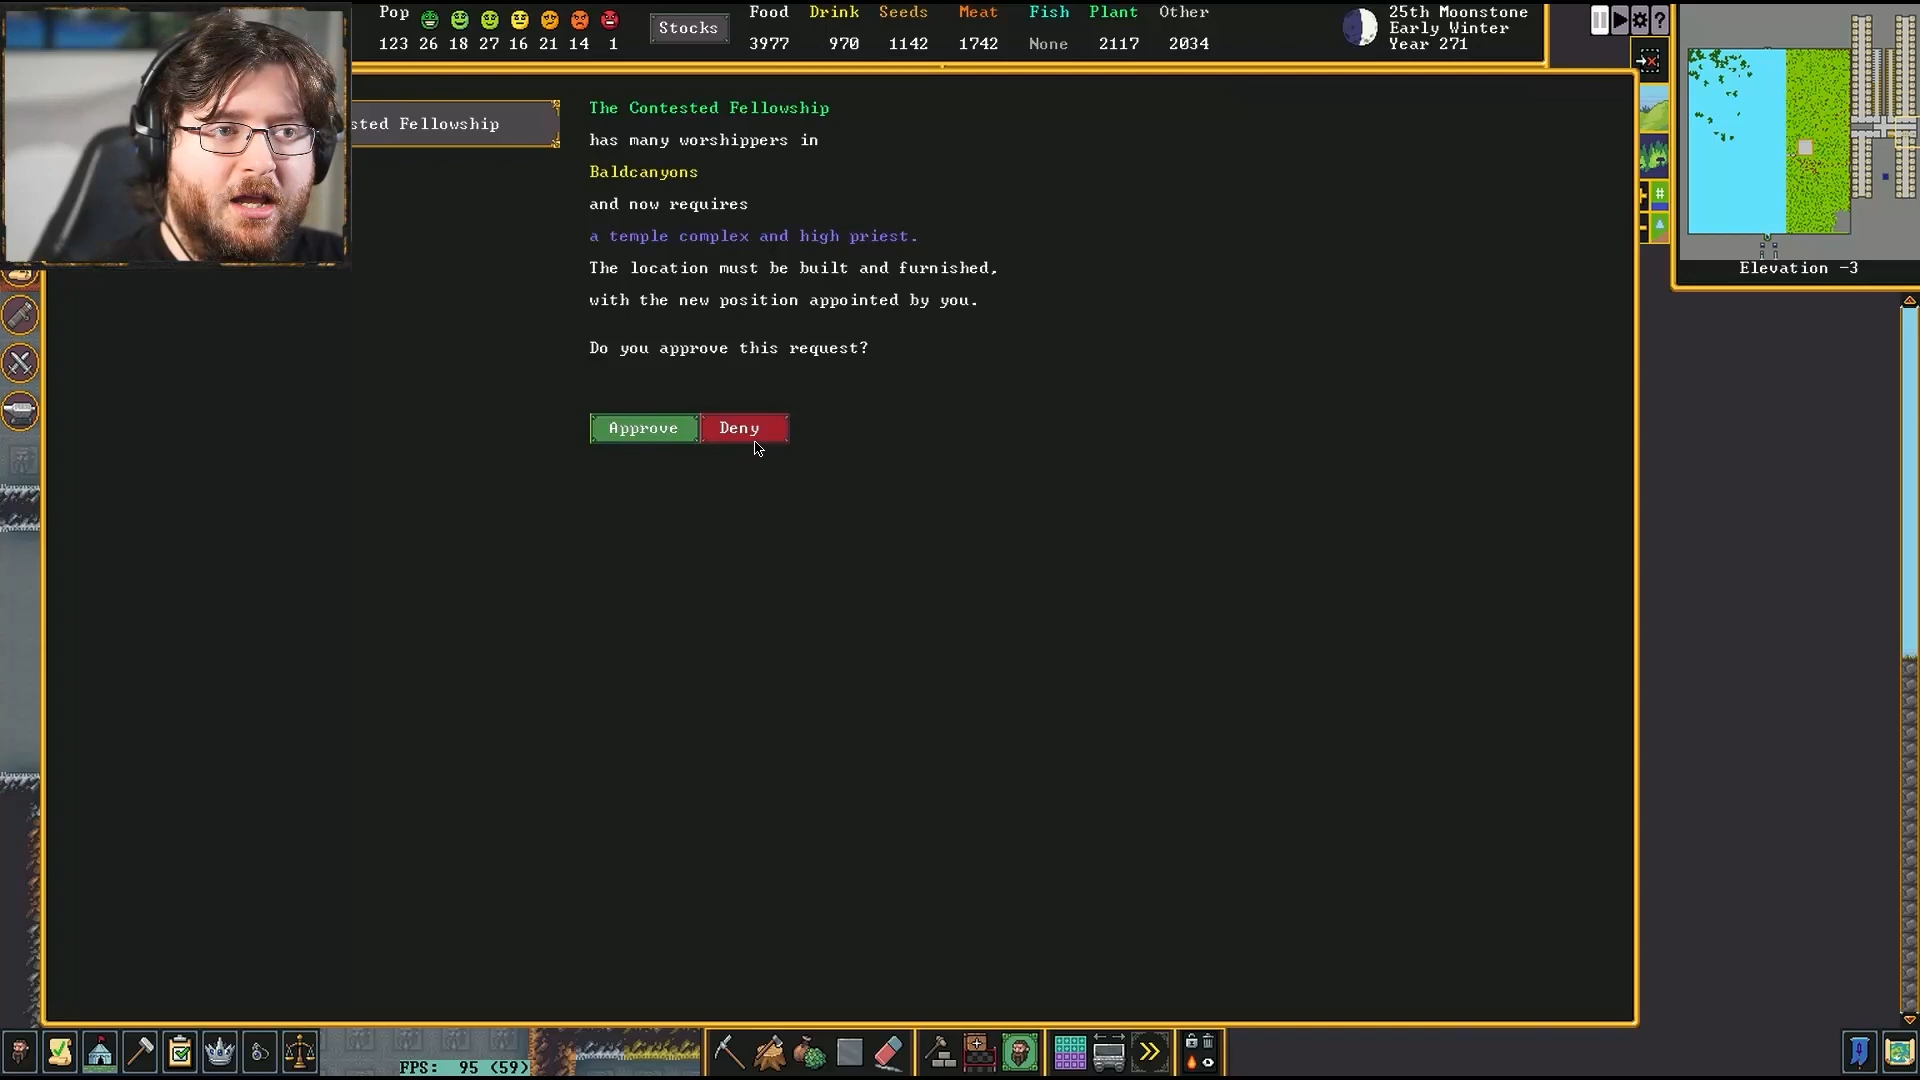 Pop
123 26 18 27 16 21 14 1
Stocks
Food Drink Seeds Meat Fish Plant Other
3977 970 1142 1742 None 2117 2034
25th Moonstone
Early Winter
Year 271
?
#
Elevation -3
sted Fellowship
The Contested Fellowship
has many worshippers in
Baldcanyons
and now requires
a temple complex and high priest.
The location must be built and furnished,
with the new position appointed by you.
Do you approve this request?
Approve Deny
FPS: 95 (59)